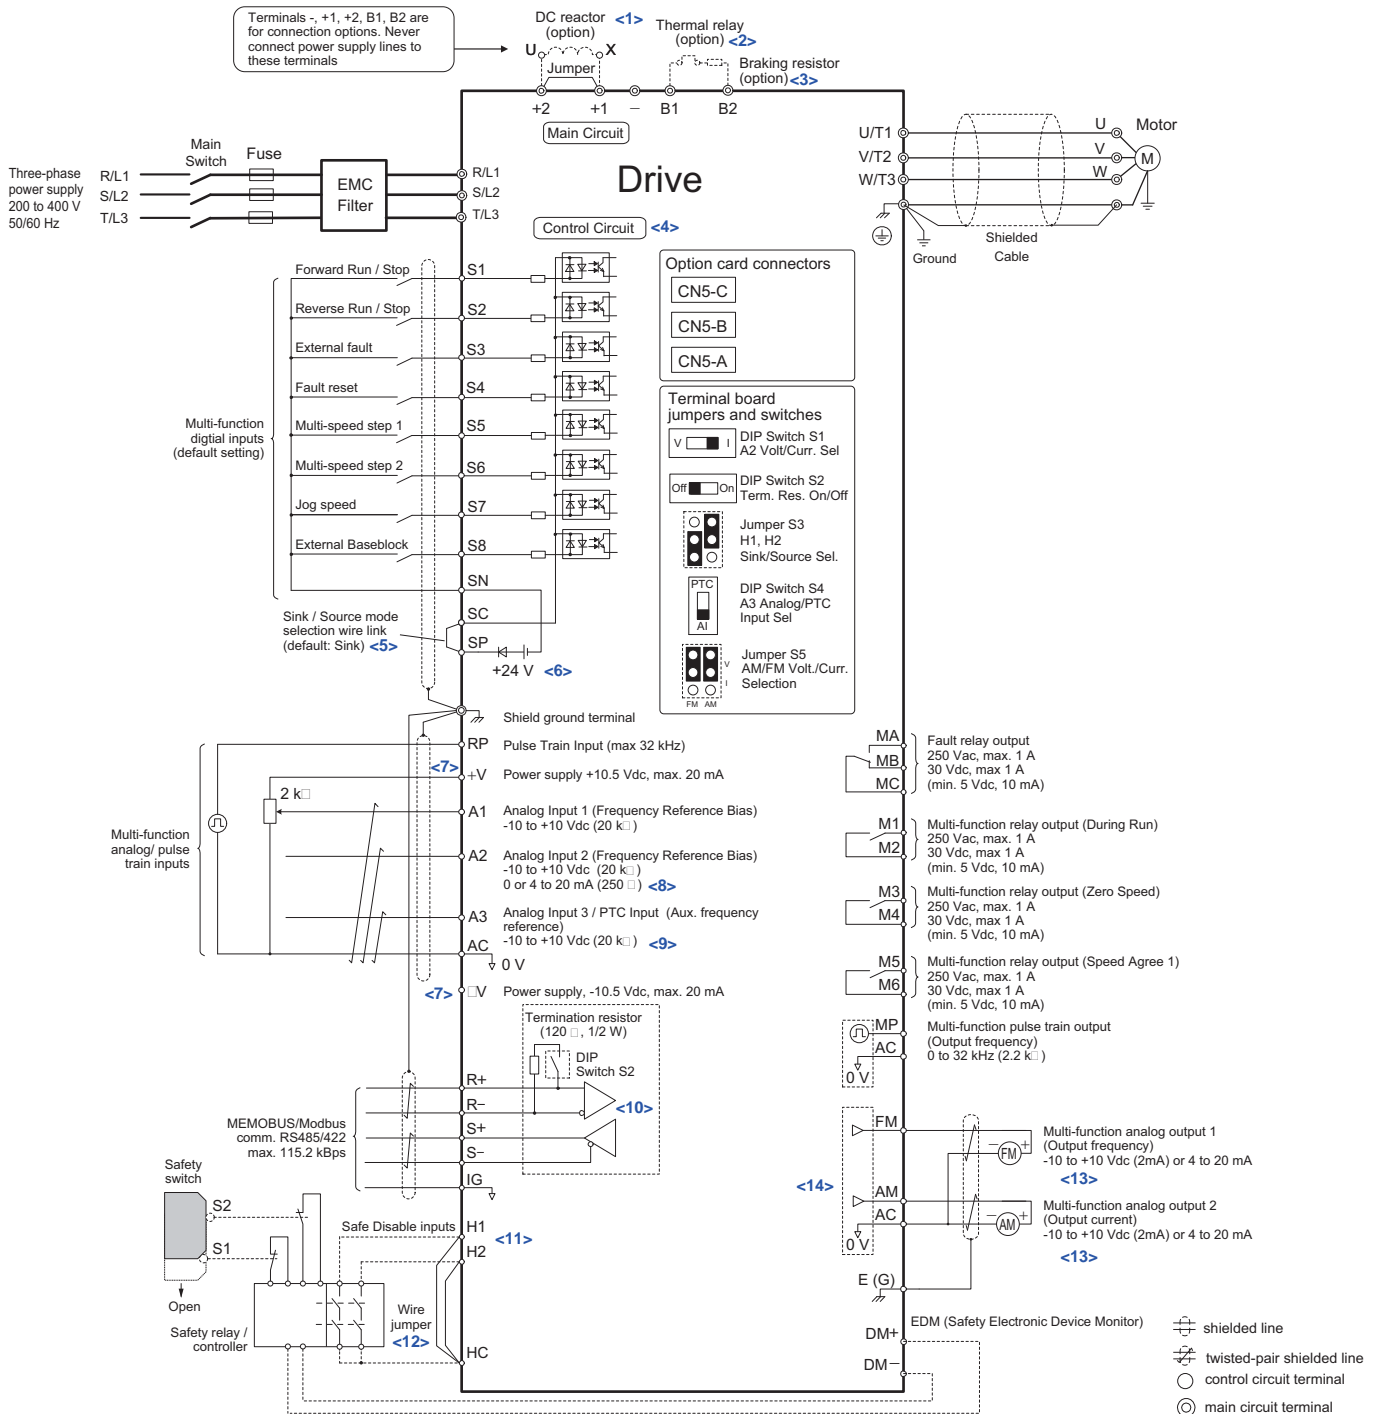 Terminals -, +1, +2, B1, B2 are
for connection options. Never
connect power supply lines to
these terminals
DC reactor <1>
(option)
U X
Jumper
Thermal relay
(option) <2>
Braking resistor
(option) <3>
+2 +1 − B1 B2
Main Circuit
Drive
Three-phase
power supply
200 to 400 V
50/60 Hz
R/L1
S/L2
T/L3
Main
Switch
Fuse
EMC
Filter
R/L1
S/L2
T/L3
U/T1
V/T2
W/T3
U
V
W
Motor
M
Ground
Shielded
Cable
Control Circuit <4>
Multi-function
digtial inputs
(default setting)
Forward Run / Stop S1
Reverse Run / Stop S2
External fault S3
Fault reset S4
Multi-speed step 1 S5
Multi-speed step 2 S6
Jog speed S7
External Baseblock S8
SN
SC
SP
Sink / Source mode
selection wire link
(default: Sink) <5>
+24 V <6>
Option card connectors
CN5-C
CN5-B
CN5-A
Terminal board
jumpers and switches
V I
DIP Switch S1
A2 Volt/Curr. Sel
Off On
DIP Switch S2
Term. Res. On/Off
Jumper S3
H1, H2
Sink/Source Sel.
PTC
AI
DIP Switch S4
A3 Analog/PTC
Input Sel
V
I
FM AM
Jumper S5
AM/FM Volt./Curr.
Selection
Shield ground terminal
Multi-function
analog/ pulse
train inputs
2 k□
RP Pulse Train Input (max 32 kHz)
<7> +V Power supply +10.5 Vdc, max. 20 mA
A1 Analog Input 1 (Frequency Reference Bias)
-10 to +10 Vdc (20 k□ )
A2 Analog Input 2 (Frequency Reference Bias)
-10 to +10 Vdc (20 k□ )
0 or 4 to 20 mA (250 □ ) <8>
A3 Analog Input 3 / PTC Input (Aux. frequency
reference)
-10 to +10 Vdc (20 k□ ) <9>
AC
0 V
<7> □V Power supply, -10.5 Vdc, max. 20 mA
Termination resistor
(120 □, 1/2 W)
DIP
Switch S2
<10>
MEMOBUS/Modbus
comm. RS485/422
max. 115.2 kBps
R+
R−
S+
S−
IG
Safety
switch
S2
S1
Open
Safety relay /
controller
Safe Disable inputs
H1
H2
<11>
Wire
jumper
<12>
HC
MA
MB
MC
Fault relay output
250 Vac, max. 1 A
30 Vdc, max 1 A
(min. 5 Vdc, 10 mA)
M1
M2
Multi-function relay output (During Run)
250 Vac, max. 1 A
30 Vdc, max 1 A
(min. 5 Vdc, 10 mA)
M3
M4
Multi-function relay output (Zero Speed)
250 Vac, max. 1 A
30 Vdc, max 1 A
(min. 5 Vdc, 10 mA)
M5
M6
Multi-function relay output (Speed Agree 1)
250 Vac, max. 1 A
30 Vdc, max 1 A
(min. 5 Vdc, 10 mA)
MP
AC
0 V
Multi-function pulse train output
(Output frequency)
0 to 32 kHz (2.2 k□ )
<14>
FM
AM
AC
0 V
− FM +
Multi-function analog output 1
(Output frequency)
-10 to +10 Vdc (2mA) or 4 to 20 mA
<13>
− AM +
Multi-function analog output 2
(Output current)
-10 to +10 Vdc (2mA) or 4 to 20 mA
<13>
E (G)
EDM (Safety Electronic Device Monitor)
DM+
DM−
shielded line
twisted-pair shielded line
control circuit terminal
main circuit terminal